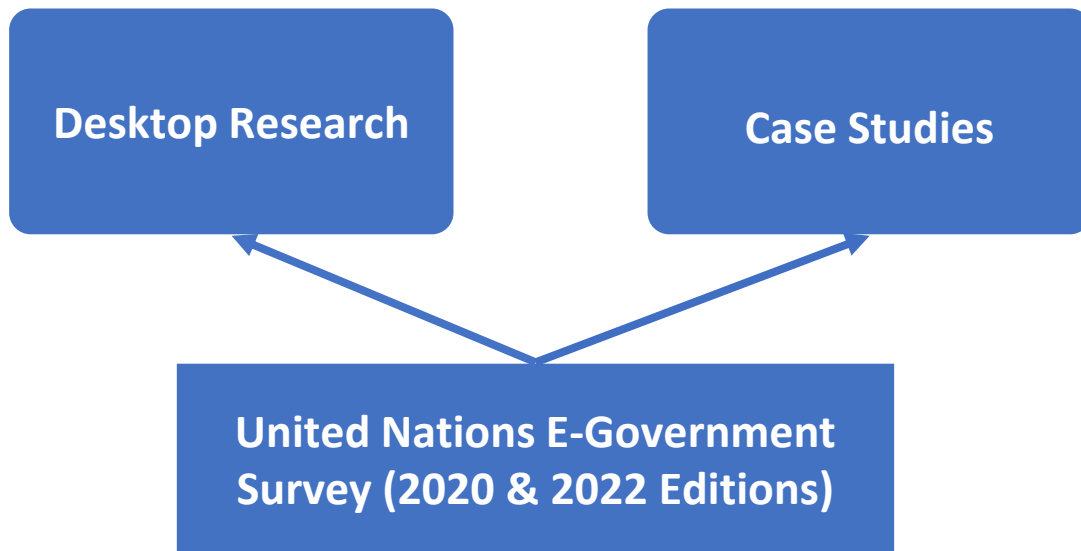 Desktop Research
Case Studies
United Nations E-Government
Survey (2020 & 2022 Editions)